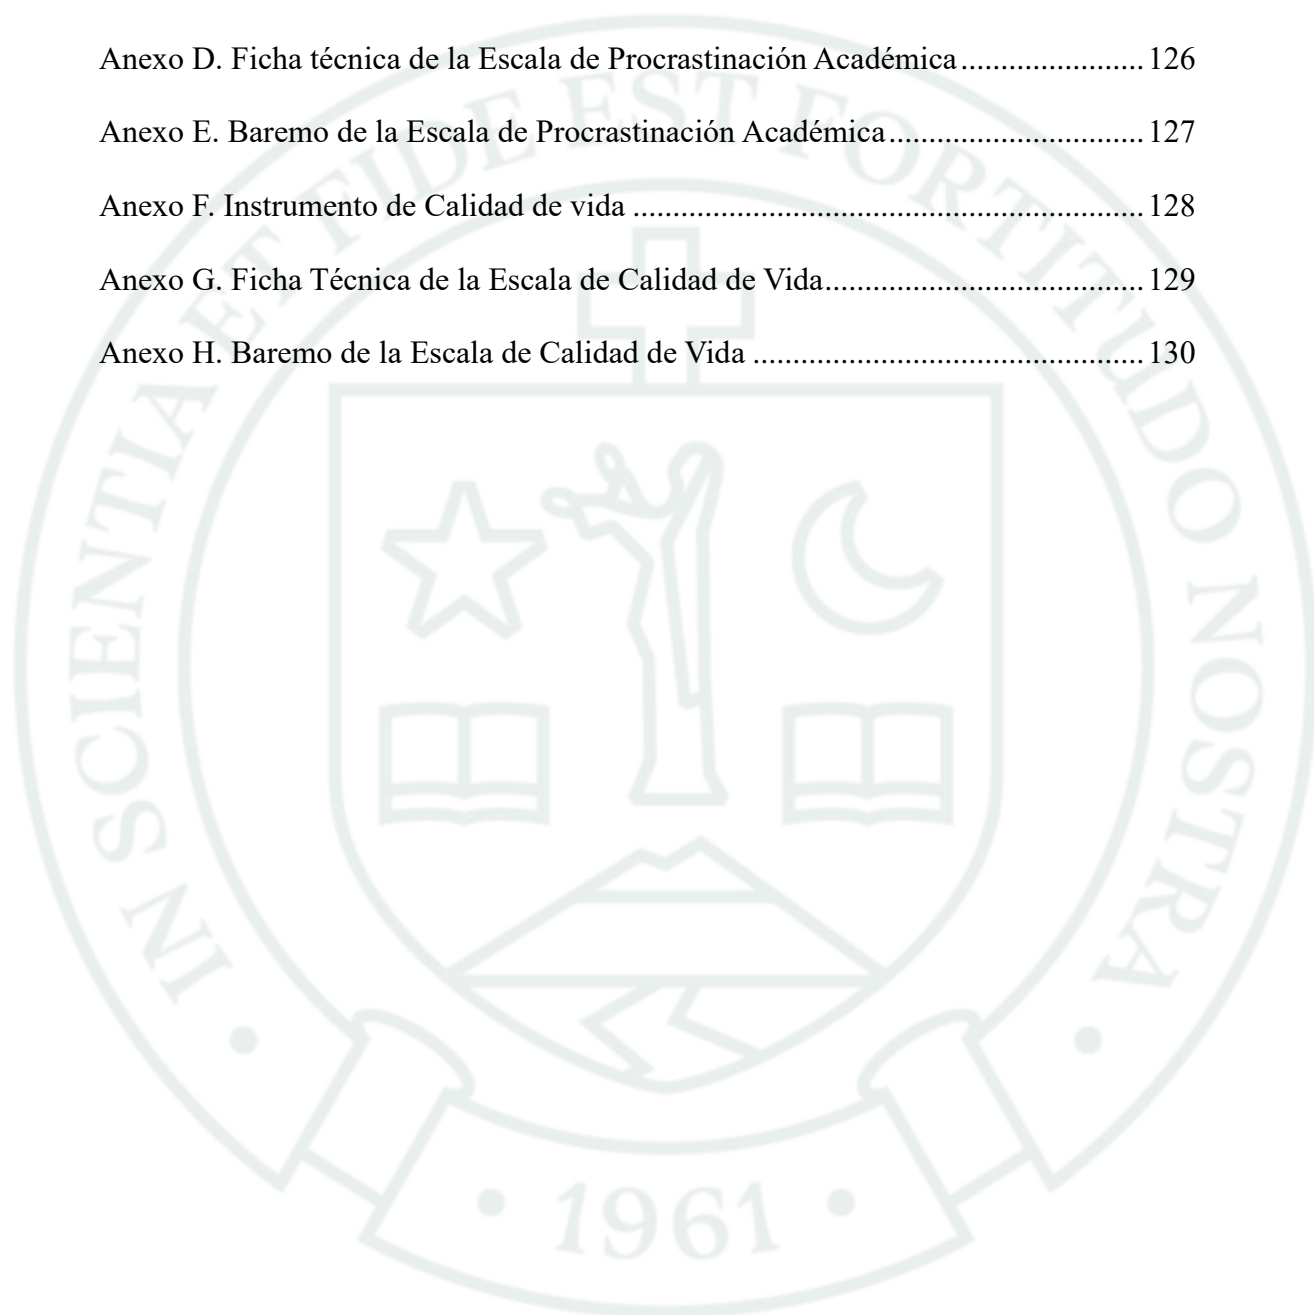 Anexo D. Ficha técnica de la Escala de Procrastinación Académica ....................... 126
Anexo E. Baremo de la Escala de Procrastinación Académica ................................ 127
Anexo F. Instrumento de Calidad de vida ................................................................ 128
Anexo G. Ficha Técnica de la Escala de Calidad de Vida ........................................ 129
Anexo H. Baremo de la Escala de Calidad de Vida ................................................. 130
IN SCIENTIA ET FIDE EST FORTITUDO NOSTRA
• 1961 •